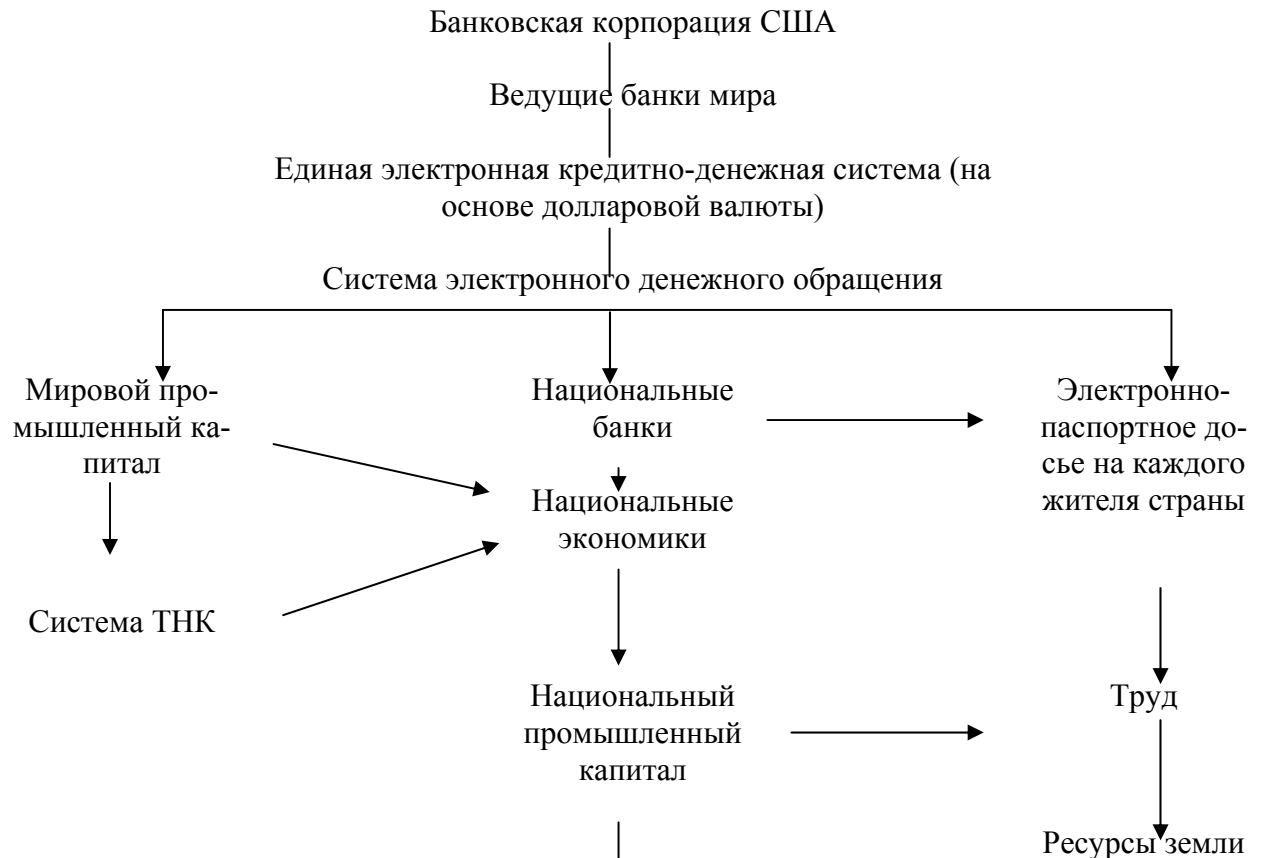 Банковская корпорация США
Ведущие банки мира
Единая электронная кредитно-денежная система (на
основе долларовой валюты)
Система электронного денежного обращения
Мировой про-
мышленный ка-
питал
Национальные
банки
Электронно-
паспортное до-
сье на каждого
жителя страны
Национальные
экономики
Система ТНК
Национальный
промышленный
капитал
Труд
Ресурсы земли